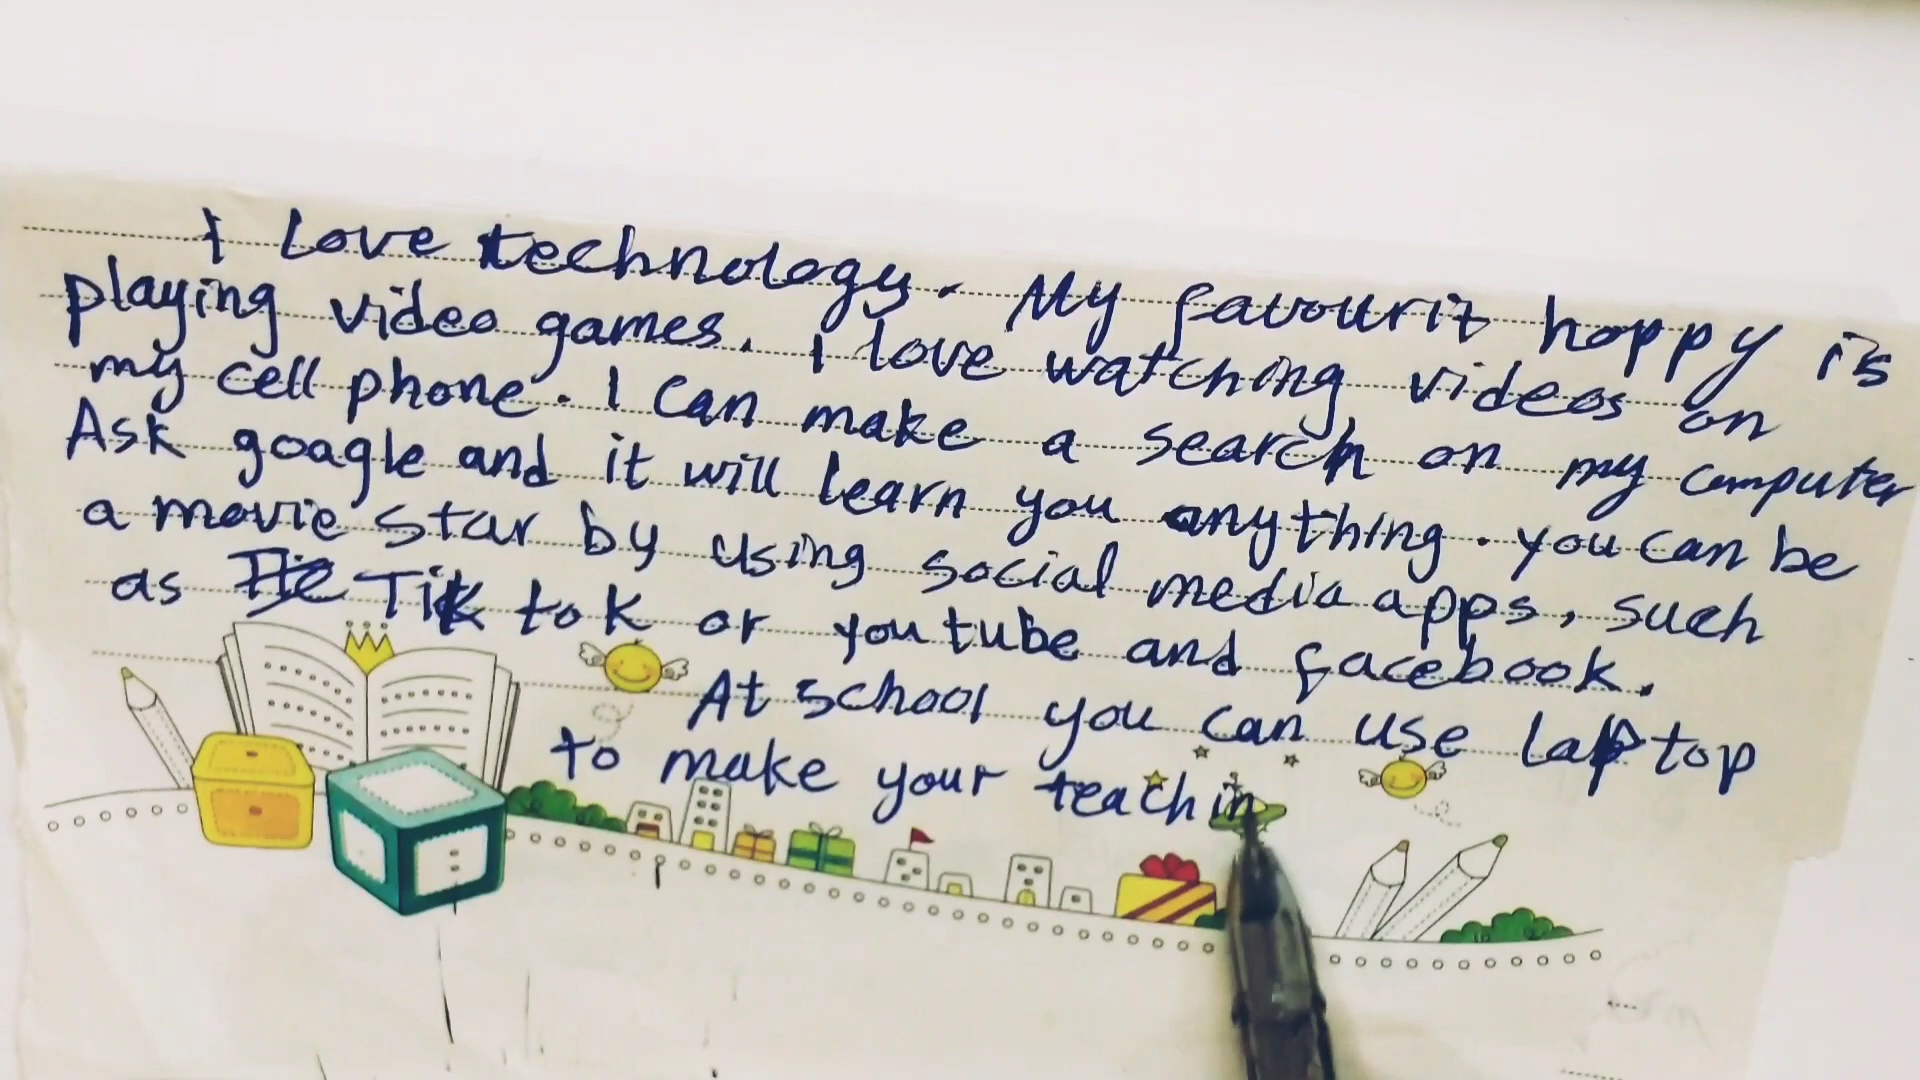 I Love technology. My favourit hoppy is
playing video games. I love watching videos on
my cell phone. I can make a search on my computer
Ask goagle and it will learn you anything. you can be
a movie star by using social media apps, such
as Tik tok or youtube and facebook.
At school you can use laptop
to make your teachin